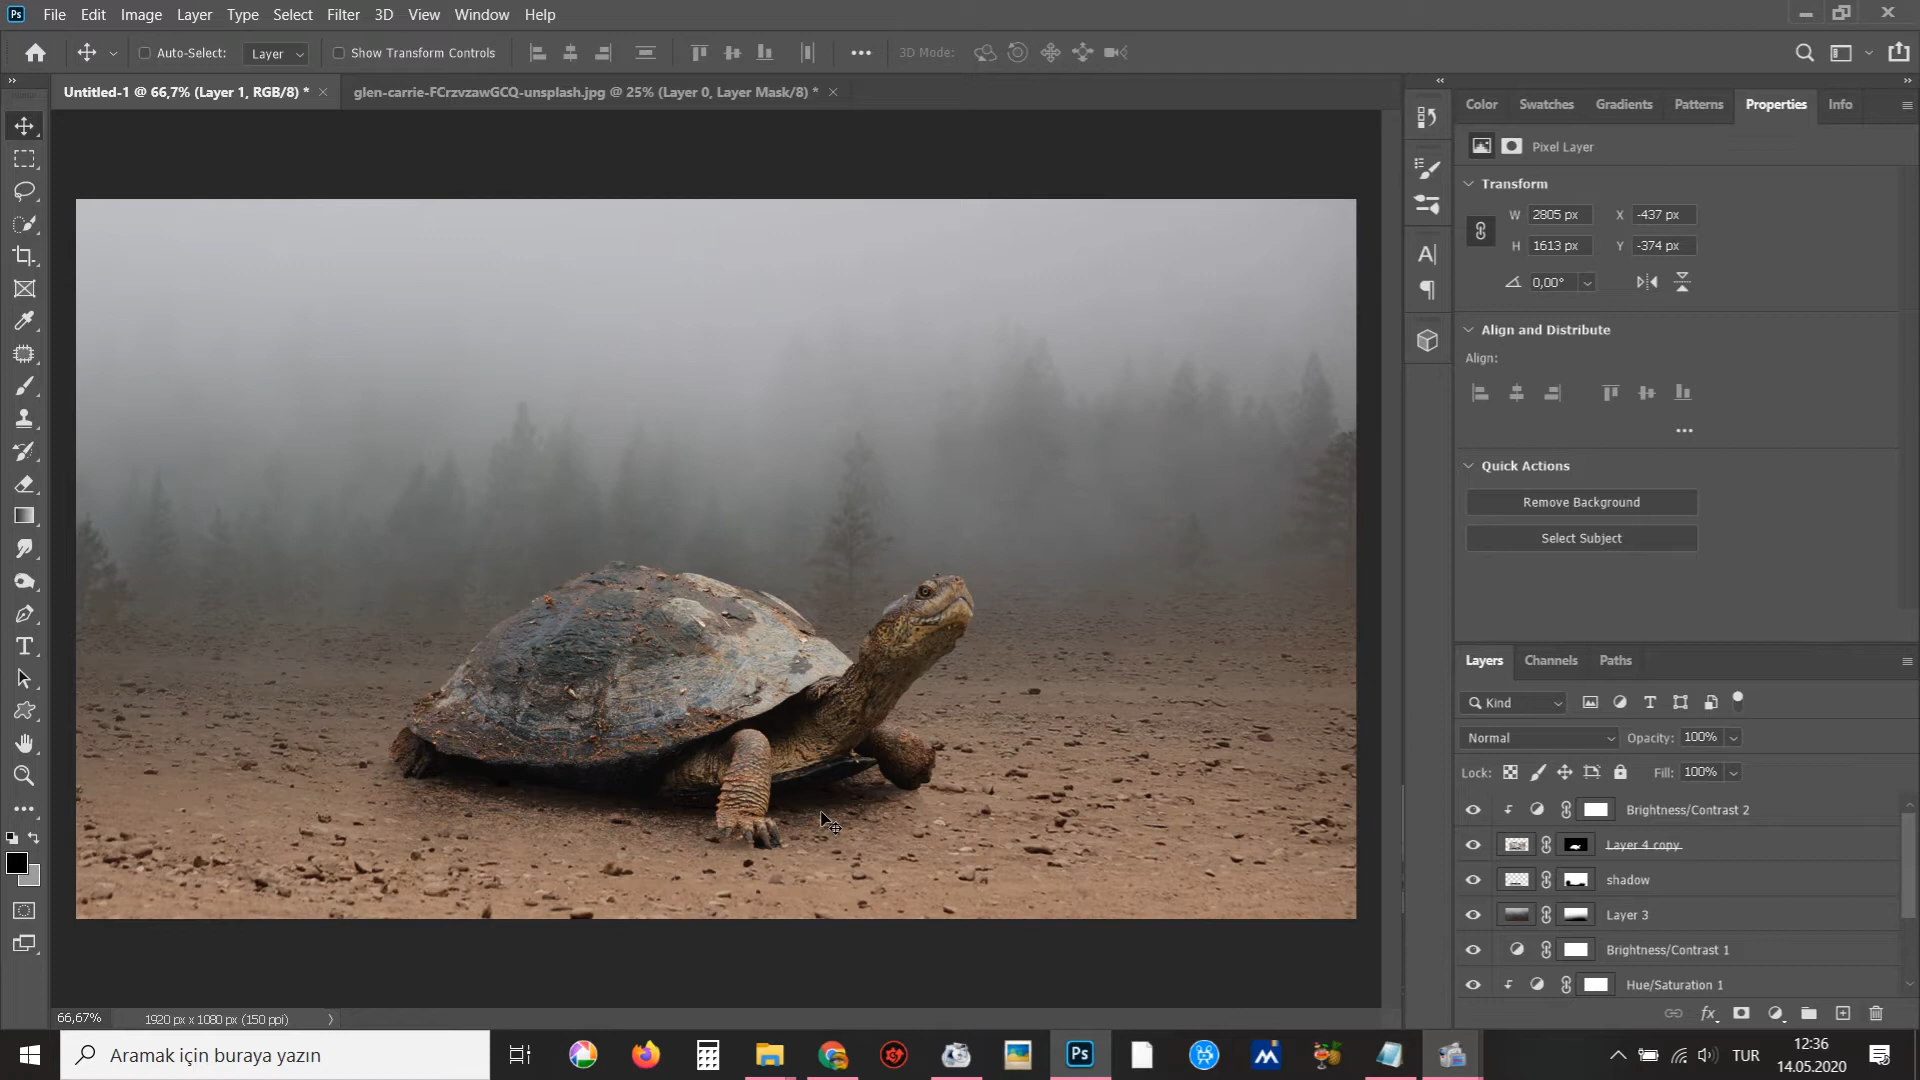 Ps File Edit Image Layer Type Select Filter 3D View Window Help
Auto-Select: Layer Show Transform Controls 3D Mode:
Untitled-1 @ 66,7% (Layer 1, RGB/8) * glen-carrie-FCrzvzawGCQ-unsplash.jpg @ 25% (Layer 0, Layer Mask/8) *
Color Swatches Gradients Patterns Properties Info
Pixel Layer
Transform
W 2805 px X -437 px
H 1613 px Y -374 px
0,00°
Align and Distribute
Align:
Quick Actions
Remove Background
Select Subject
Layers Channels Paths
Kind
Normal Opacity: 100%
Lock: Fill: 100%
Brightness/Contrast 2
Layer 4 copy
shadow
Layer 3
Brightness/Contrast 1
Hue/Saturation 1
fx
66,67% 1920 px x 1080 px (150 ppi)
Aramak için buraya yazın
Ps
TUR
12:36
14.05.2020